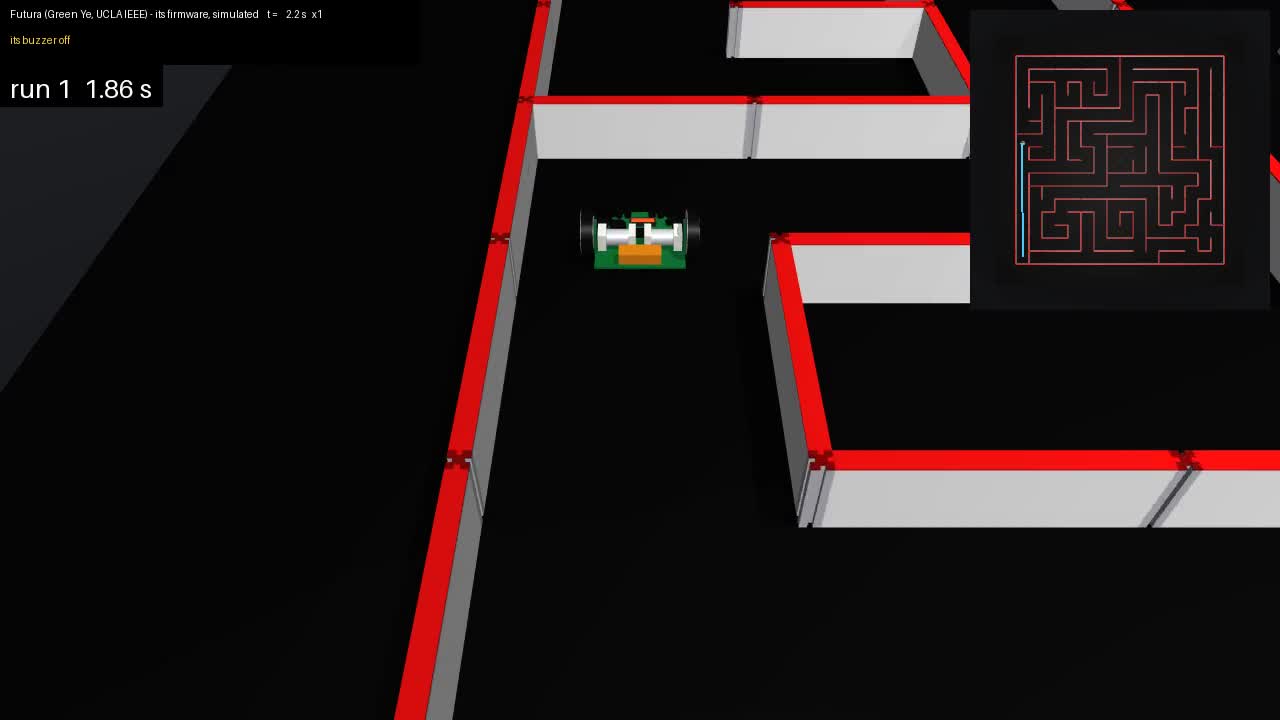 Futura (Green Ye, UCLA IEEE) - its firmware, simulated   t =   2.2 s  x1
its buzzer off
run 1  1.86 s